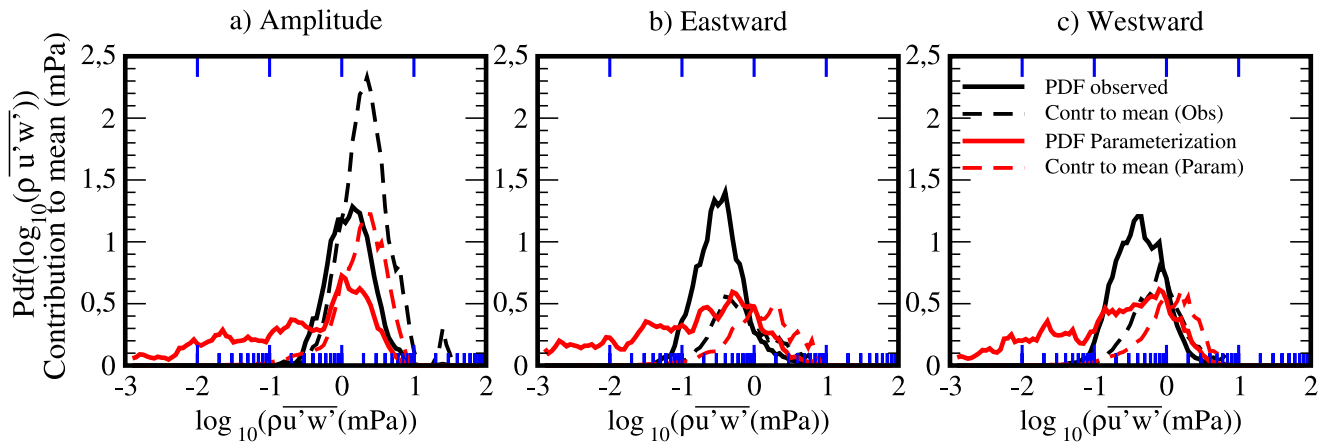 a) Amplitude
b) Eastward
c) Westward
Pdf(log10(ρ u'w'))
Contribution to mean (mPa)
2,5
2
1,5
1
0,5
0
-3 -2 -1 0 1 2
log10(ρu'w'(mPa))
2,5
2
1,5
1
0,5
0
-3 -2 -1 0 1 2
log10(ρu'w'(mPa))
2,5
2
1,5
1
0,5
0
-3 -2 -1 0 1 2
log10(ρu'w'(mPa))
PDF observed
Contr to mean (Obs)
PDF Parameterization
Contr to mean (Param)